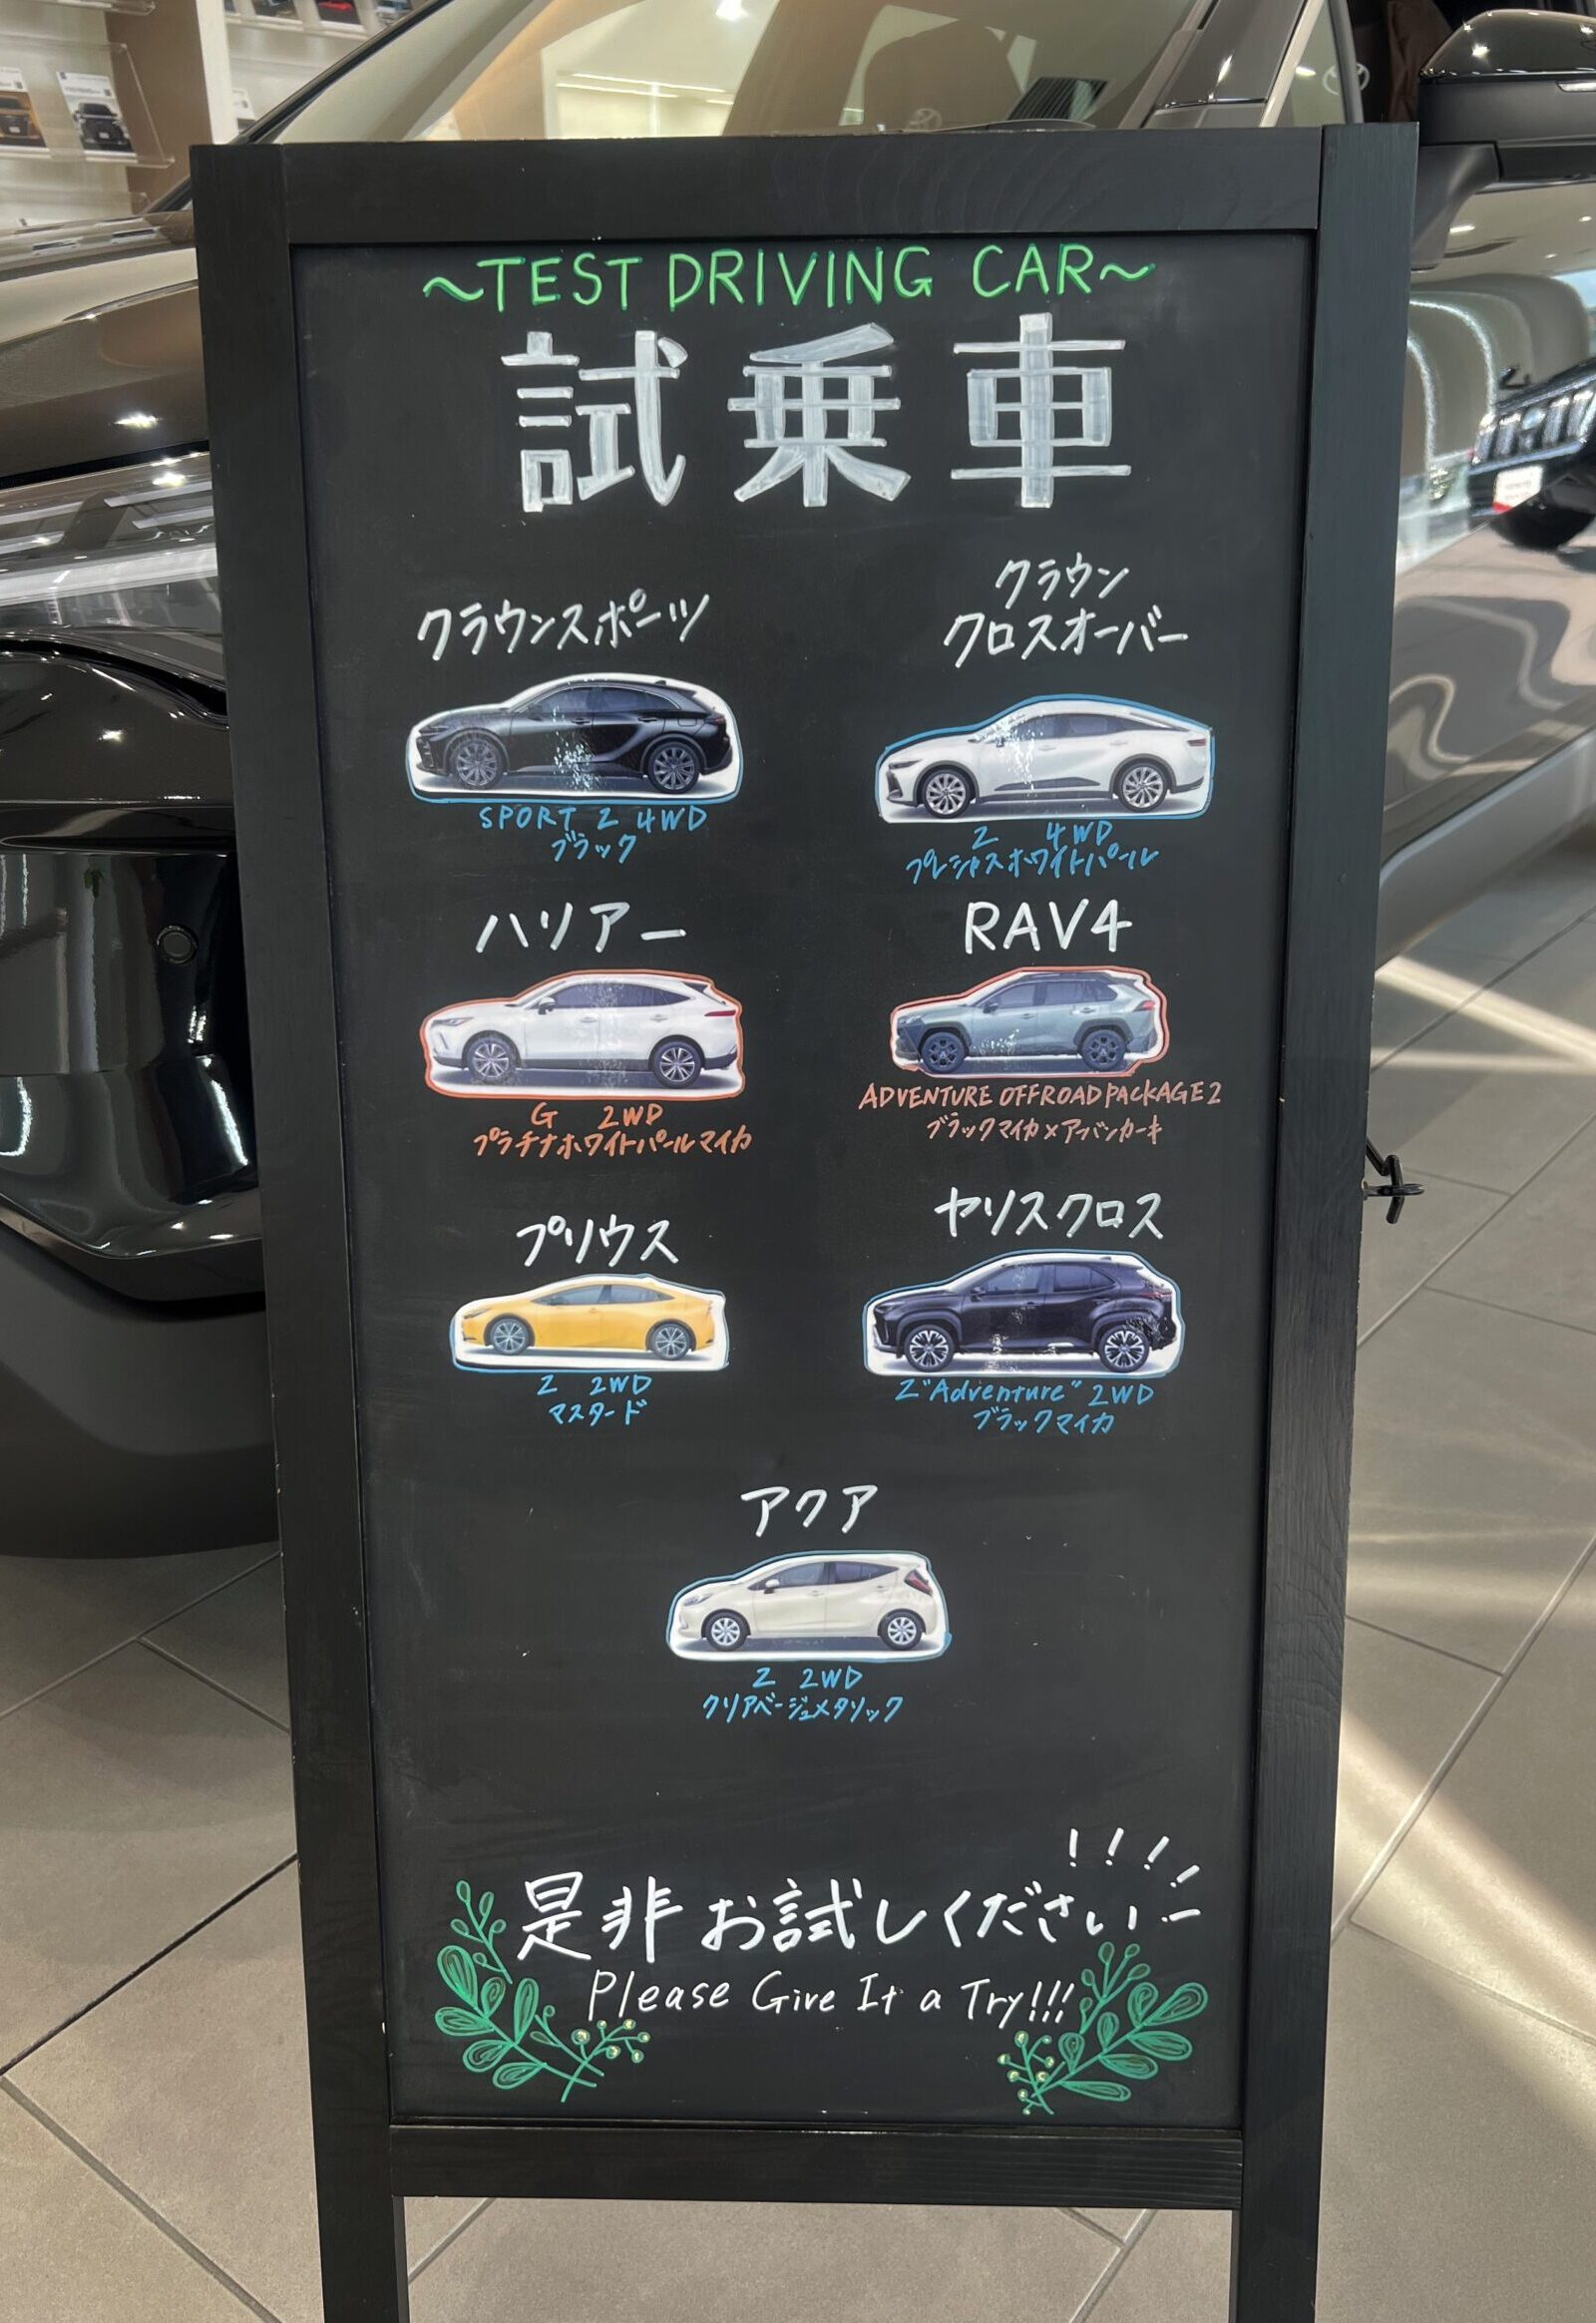 ~TEST DRIVING CAR~
試乗車
クラウンスポーツ
SPORT Z 4WD
ブラック
クラウン
クロスオーバー
Z 4WD
プレシャスホワイトパール
ハリアー
G 2WD
プラチナホワイトパールマイカ
RAV4
ADVENTURE OFFROAD PACKAGE2
ブラックマイカ×アーバンカーキ
プリウス
Z 2WD
マスタード
ヤリスクロス
Z"Adventure" 2WD
ブラックマイカ
アクア
Z 2WD
クリアベージュメタリック
是非お試しください!!!!
Please Give It a Try!!!